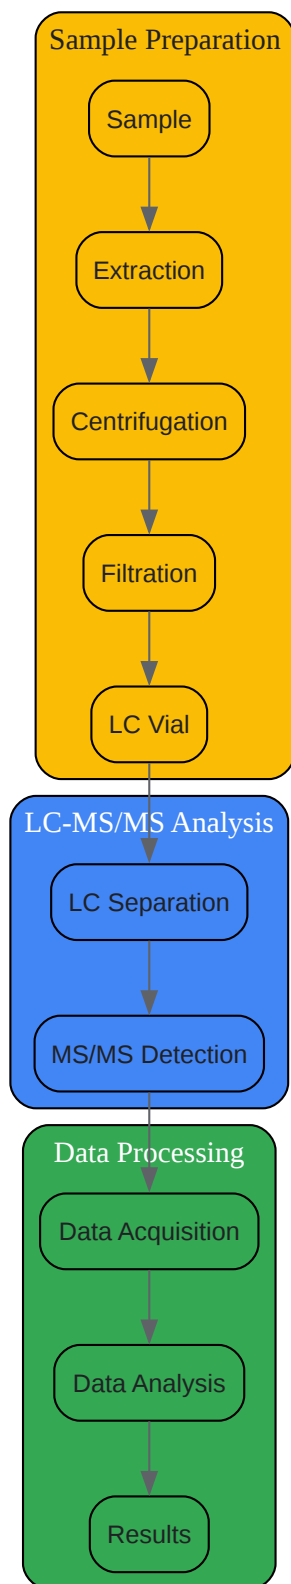 Sample Preparation
Sample
Extraction
Centrifugation
Filtration
LC Vial
LC-MS/MS Analysis
LC Separation
MS/MS Detection
Data Processing
Data Acquisition
Data Analysis
Results